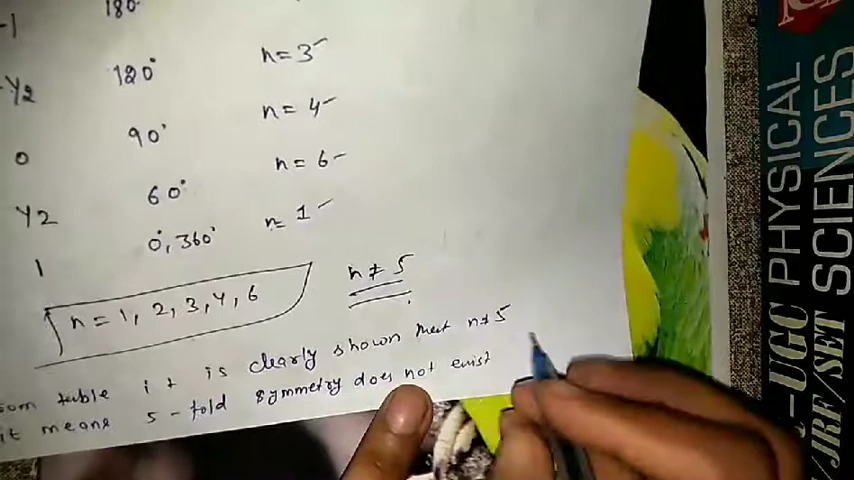 -1 180°
-1/2 120° n=3
0 90° n=4
1/2 60° n=6
1 0°, 360° n=1
n = 1, 2, 3, 4, 6 n ≠ 5
table it is clearly shown that n≠5
it means 5-fold symmetry does not exist
PHYSICAL SCIENCES
UGC
JRF/